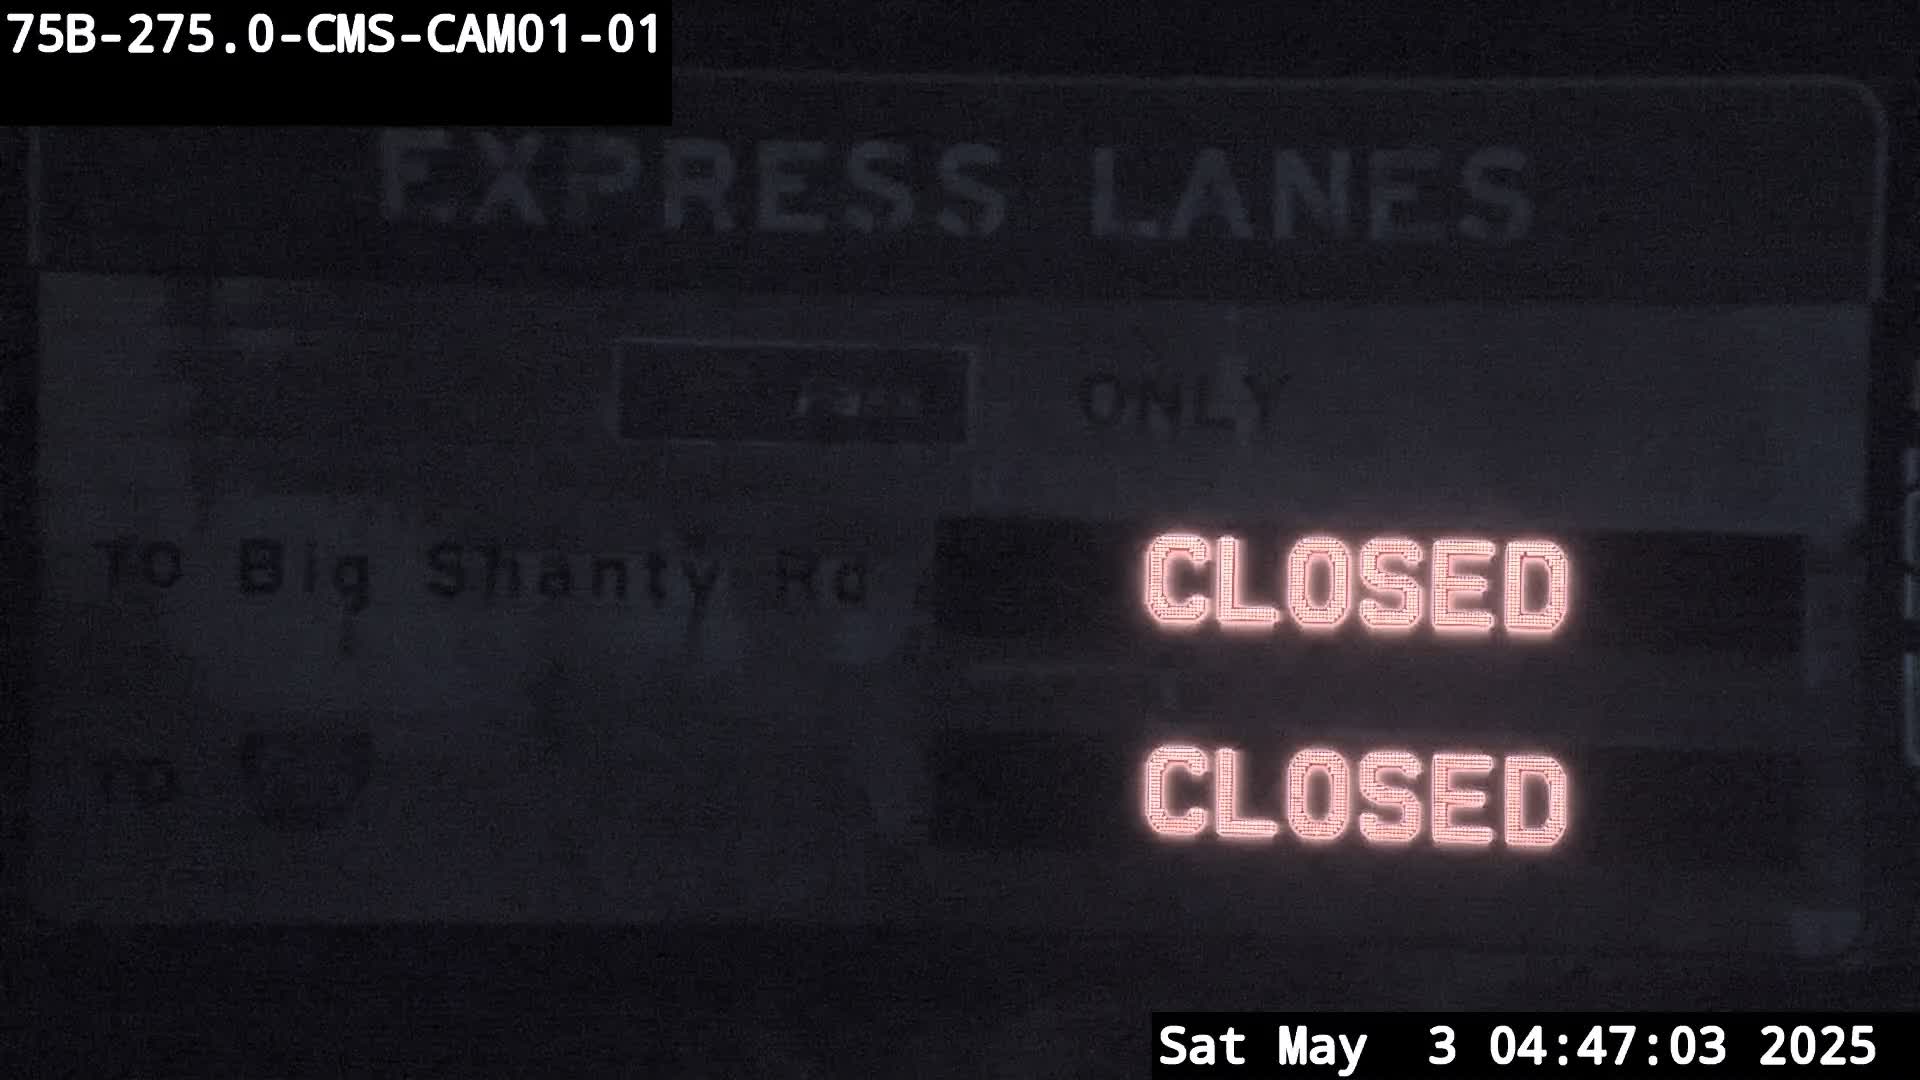 75B-275.0-CMS-CAM01-01
EXPRESS LANES
ONLY
TO Big Shanty Rd CLOSED
TO CLOSED
Sat May 3 04:47:03 2025